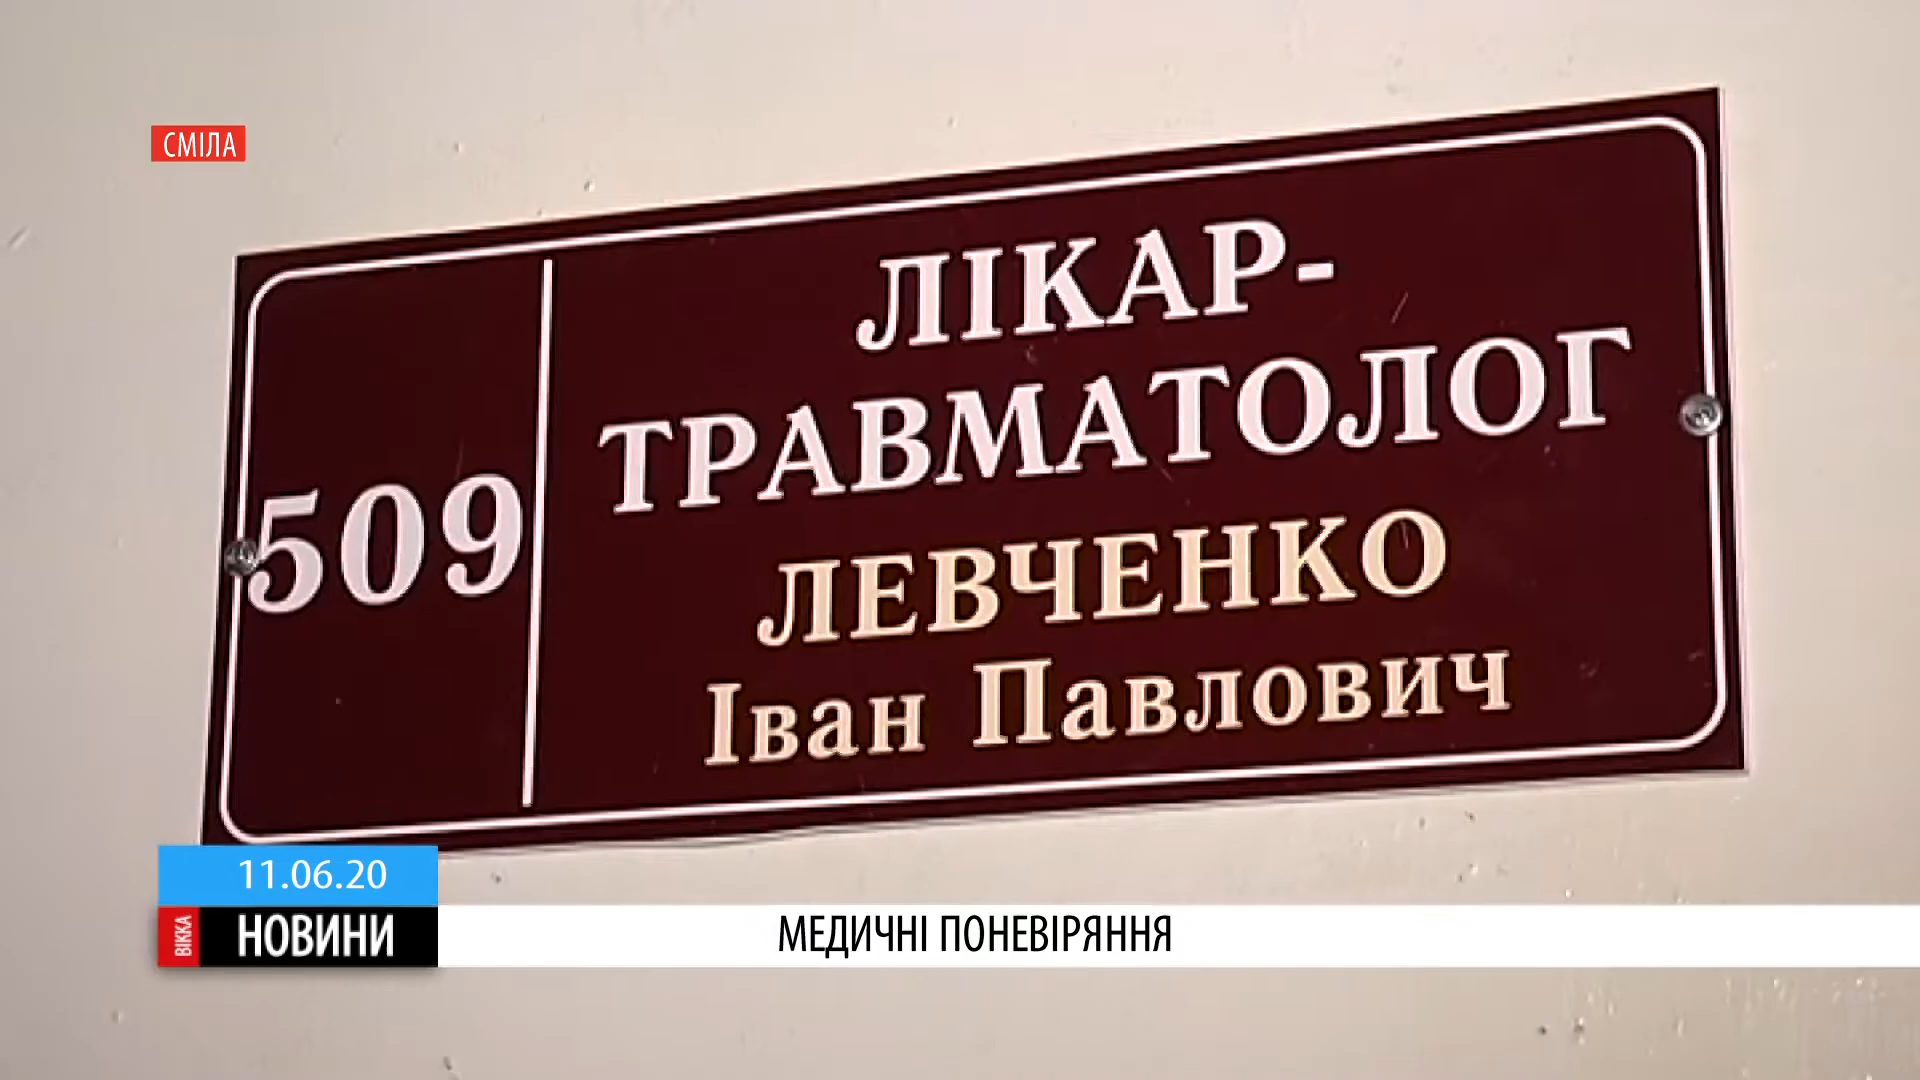 СМІЛА
509
ЛІКАР-
ТРАВМАТОЛОГ
ЛЕВЧЕНКО
Іван Павлович
11.06.20
ВІККА
НОВИНИ
МЕДИЧНІ ПОНЕВІРЯННЯ